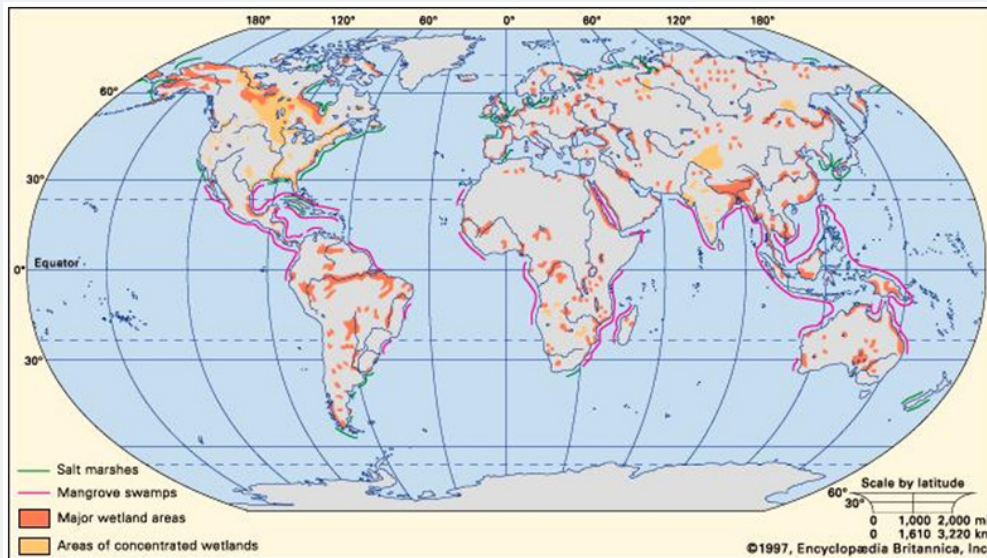 180° 120° 60° 0° 60° 120° 180°
60°
30°
Equator
0°
30°
Salt marshes
Mangrove swamps
Major wetland areas
Areas of concentrated wetlands
Scale by latitude
60°
30°
0 1,000 2,000 mi
0 1,610 3,220 km
©1997, Encyclopædia Britannica, Inc